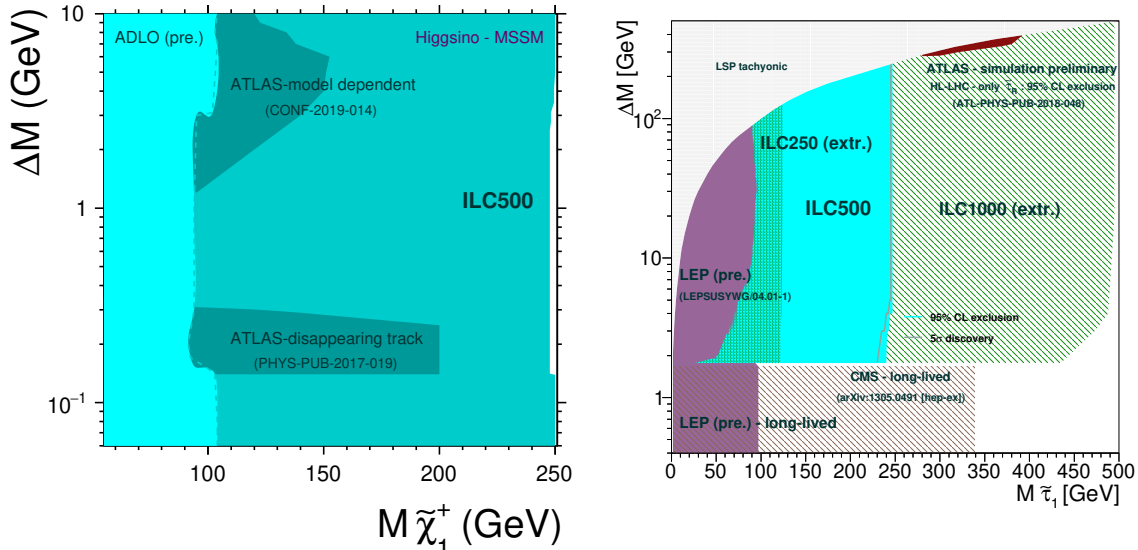 ADLO (pre.)
Higgsino - MSSM
ATLAS-model dependent
(CONF-2019-014)
ILC500
ATLAS-disappearing track
(PHYS-PUB-2017-019)
ΔM (GeV)
10
1
10⁻¹
100 150 200 250
M χ̃₁⁺ (GeV)
LSP tachyonic
ATLAS - simulation preliminary
HL-LHC - only τ̃R : 95% CL exclusion
(ATL-PHYS-PUB-2018-048)
ILC250 (extr.)
ILC500
ILC1000 (extr.)
LEP (pre.)
(LEPSUSYWG/04.01-1)
95% CL exclusion
5σ discovery
CMS - long-lived
(arXiv:1305.0491 [hep-ex])
LEP (pre.) - long-lived
ΔM [GeV]
10²
10
1
0 50 100 150 200 250 300 350 400 450 500
M τ̃₁ [GeV]